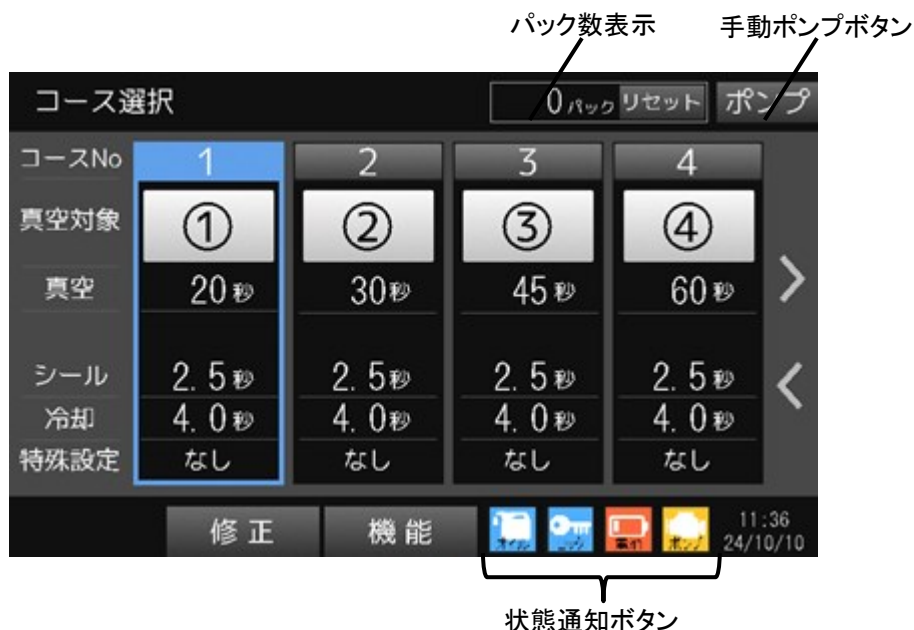 パック数表示 手動ポンプボタン
コース選択 0パック リセット ポンプ
コースNo 1 2 3 4
真空対象 ① ② ③ ④
真空 20秒 30秒 45秒 60秒
シール 2.5秒 2.5秒 2.5秒 2.5秒
冷却 4.0秒 4.0秒 4.0秒 4.0秒
特殊設定 なし なし なし なし
修正 機能 オイル ポンプ 11:36
24/10/10
状態通知ボタン